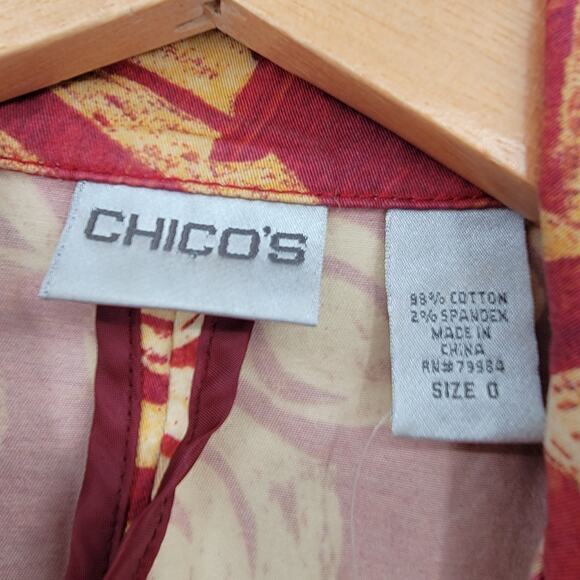 CHICO'S
98% COTTON
2% SPANDEX
MADE IN
CHINA
RN#79984
SIZE 0